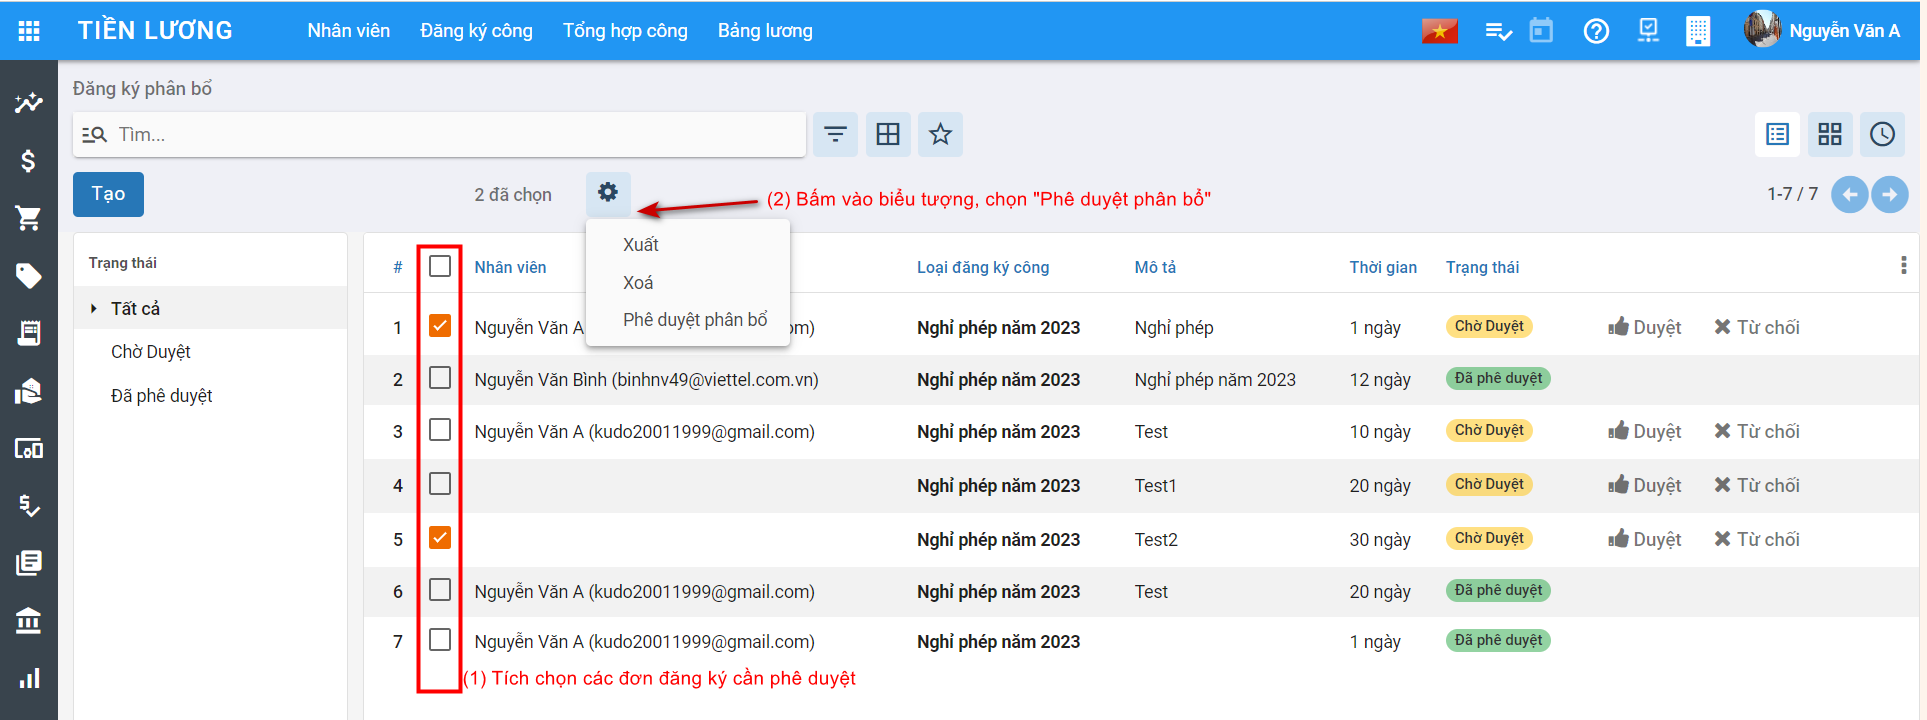 TIỀN LƯƠNG Nhân viên Đăng ký công Tổng hợp công Bảng lương Nguyễn Văn A
Đăng ký phân bổ
Tìm...
Tạo 2 đã chọn (2) Bấm vào biểu tượng, chọn "Phê duyệt phân bổ" 1-7 / 7
Xuất
Xoá
Phê duyệt phân bổ
Trạng thái
Tất cả
Chờ Duyệt
Đã phê duyệt
# Nhân viên Loại đăng ký công Mô tả Thời gian Trạng thái
1 Nguyễn Văn A om) Nghỉ phép năm 2023 Nghỉ phép 1 ngày Chờ Duyệt Duyệt Từ chối
2 Nguyễn Văn Bình (binhnv49@viettel.com.vn) Nghỉ phép năm 2023 Nghỉ phép năm 2023 12 ngày Đã phê duyệt
3 Nguyễn Văn A (kudo20011999@gmail.com) Nghỉ phép năm 2023 Test 10 ngày Chờ Duyệt Duyệt Từ chối
4 Nghỉ phép năm 2023 Test1 20 ngày Chờ Duyệt Duyệt Từ chối
5 Nghỉ phép năm 2023 Test2 30 ngày Chờ Duyệt Duyệt Từ chối
6 Nguyễn Văn A (kudo20011999@gmail.com) Nghỉ phép năm 2023 Test 20 ngày Đã phê duyệt
7 Nguyễn Văn A (kudo20011999@gmail.com) Nghỉ phép năm 2023 1 ngày Đã phê duyệt
(1) Tích chọn các đơn đăng ký cần phê duyệt